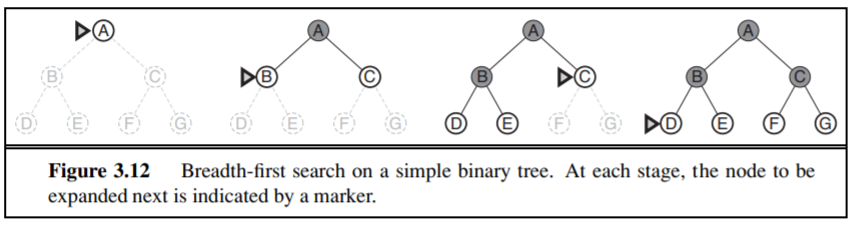 A A A A
B C B C B C B C
D E F G D E F G D E F G D E F G
Figure 3.12 Breadth-first search on a simple binary tree. At each stage, the node to be
expanded next is indicated by a marker.